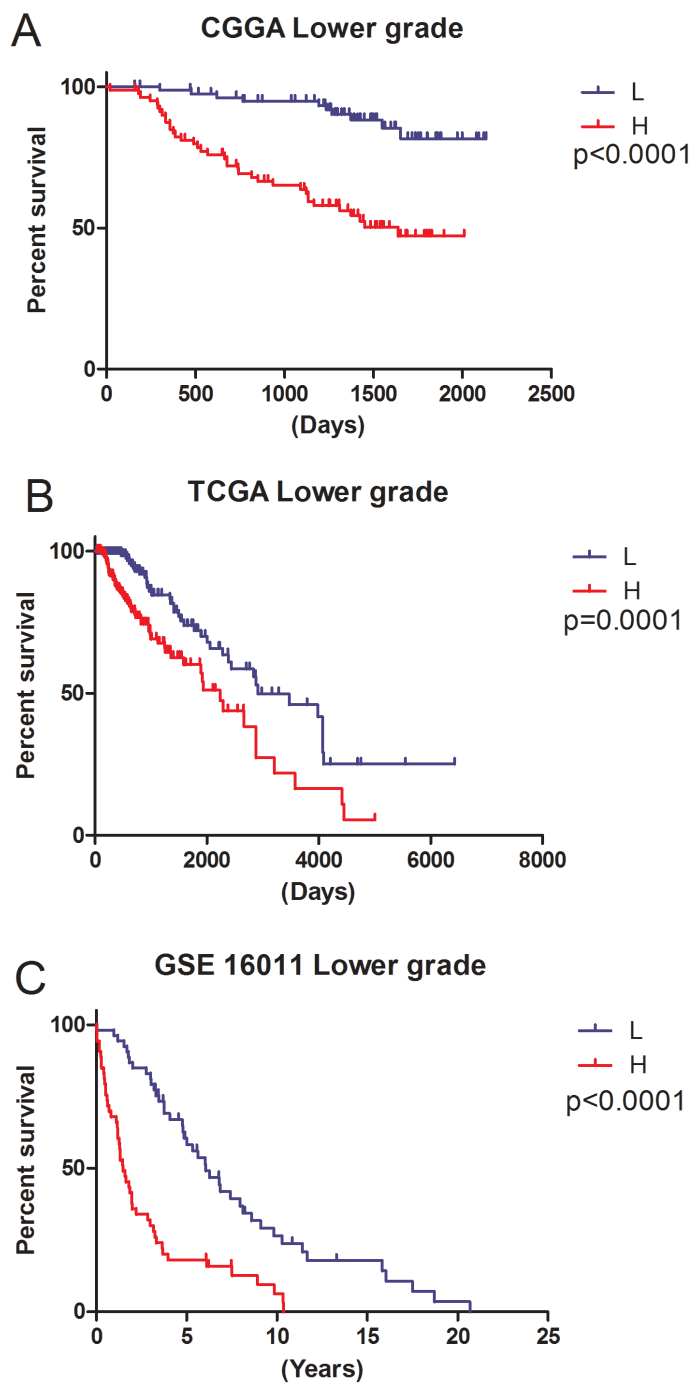 A
CGGA Lower grade
Percent survival
100
50
0
0 500 1000 1500 2000 2500
(Days)
L
H
p<0.0001
B
TCGA Lower grade
Percent survival
100
50
0
0 2000 4000 6000 8000
(Days)
L
H
p=0.0001
C
GSE 16011 Lower grade
Percent survival
100
50
0
0 5 10 15 20 25
(Years)
L
H
p<0.0001